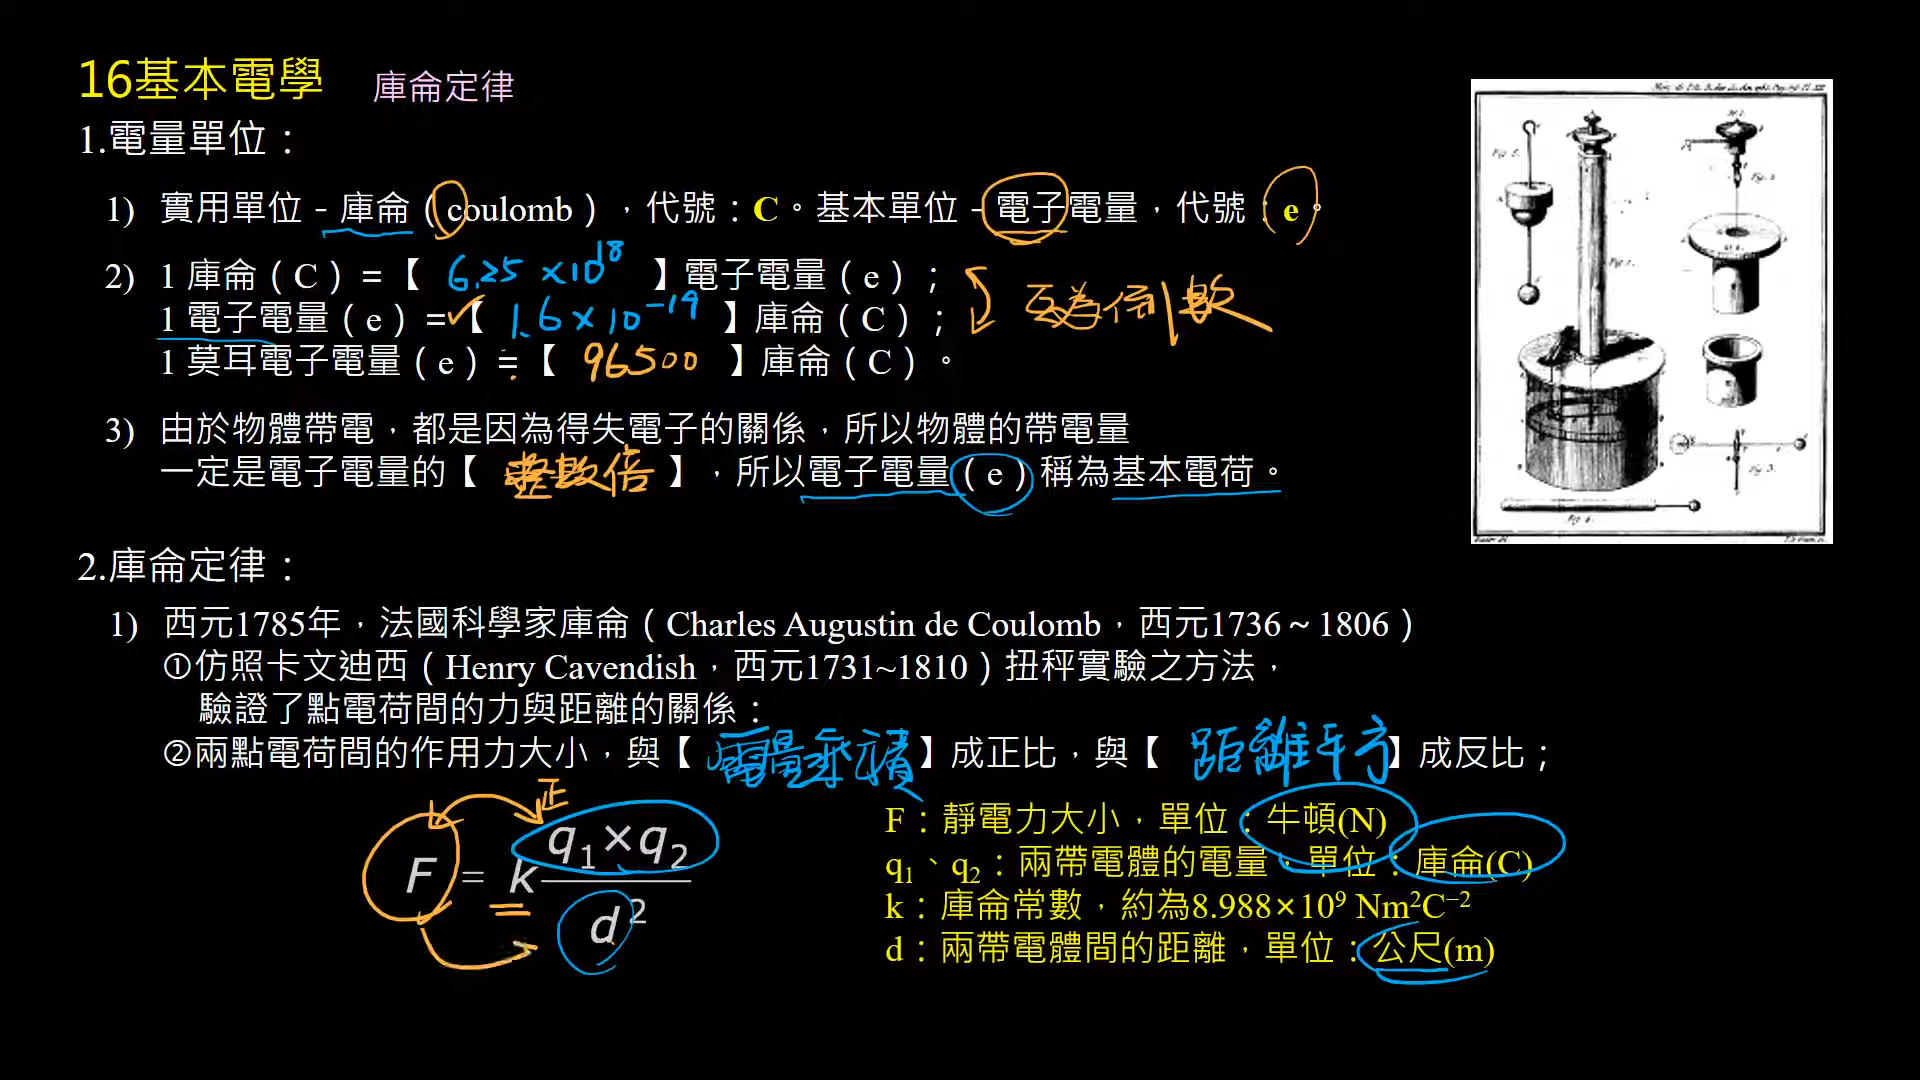 16基本電學 庫侖定律
1.電量單位：
1) 實用單位－庫侖（coulomb），代號：C。基本單位－電子電量，代號：e。
2) 1 庫侖（C）＝【 6.25 ×10¹⁸ 】電子電量（e）；
1 電子電量（e）＝【 1.6×10⁻¹⁹ 】庫侖（C）；
互為倒數
1 莫耳電子電量（e）≒【 96500 】庫侖（C）。
3) 由於物體帶電，都是因為得失電子的關係，所以物體的帶電量
一定是電子電量的【 整數倍 】，所以電子電量（e）稱為基本電荷。
2.庫侖定律：
1) 西元1785年，法國科學家庫侖（Charles Augustin de Coulomb，西元1736～1806）
①仿照卡文迪西（Henry Cavendish，西元1731~1810）扭秤實驗之方法，
驗證了點電荷間的力與距離的關係：
②兩點電荷間的作用力大小，與【 電量乘積 】成正比，與【 距離平方 】成反比；
正
F = k q₁×q₂ / d²
F：靜電力大小，單位：牛頓(N)
q₁、q₂：兩帶電體的電量，單位：庫侖(C)
k：庫侖常數，約為8.988×10⁹ Nm²C⁻²
d：兩帶電體間的距離，單位：公尺(m)